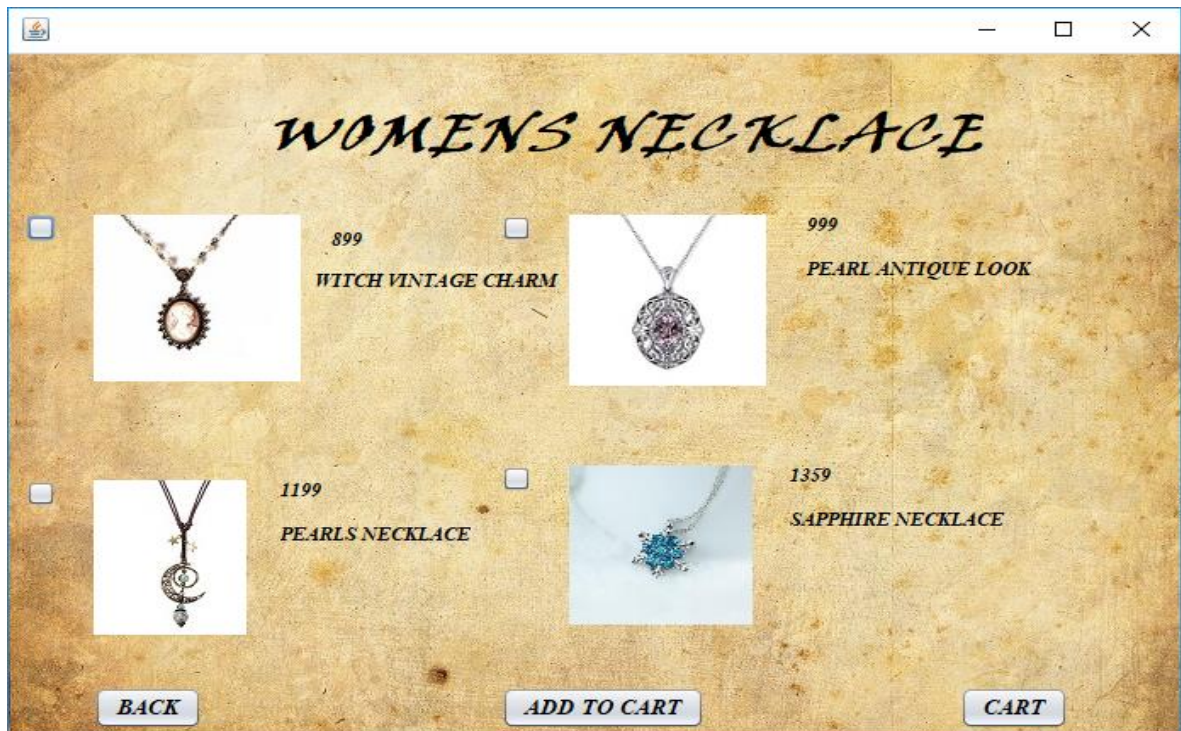 WOMENS NECKLACE
899
WITCH VINTAGE CHARM
999
PEARL ANTIQUE LOOK
1199
PEARLS NECKLACE
1359
SAPPHIRE NECKLACE
BACK
ADD TO CART
CART